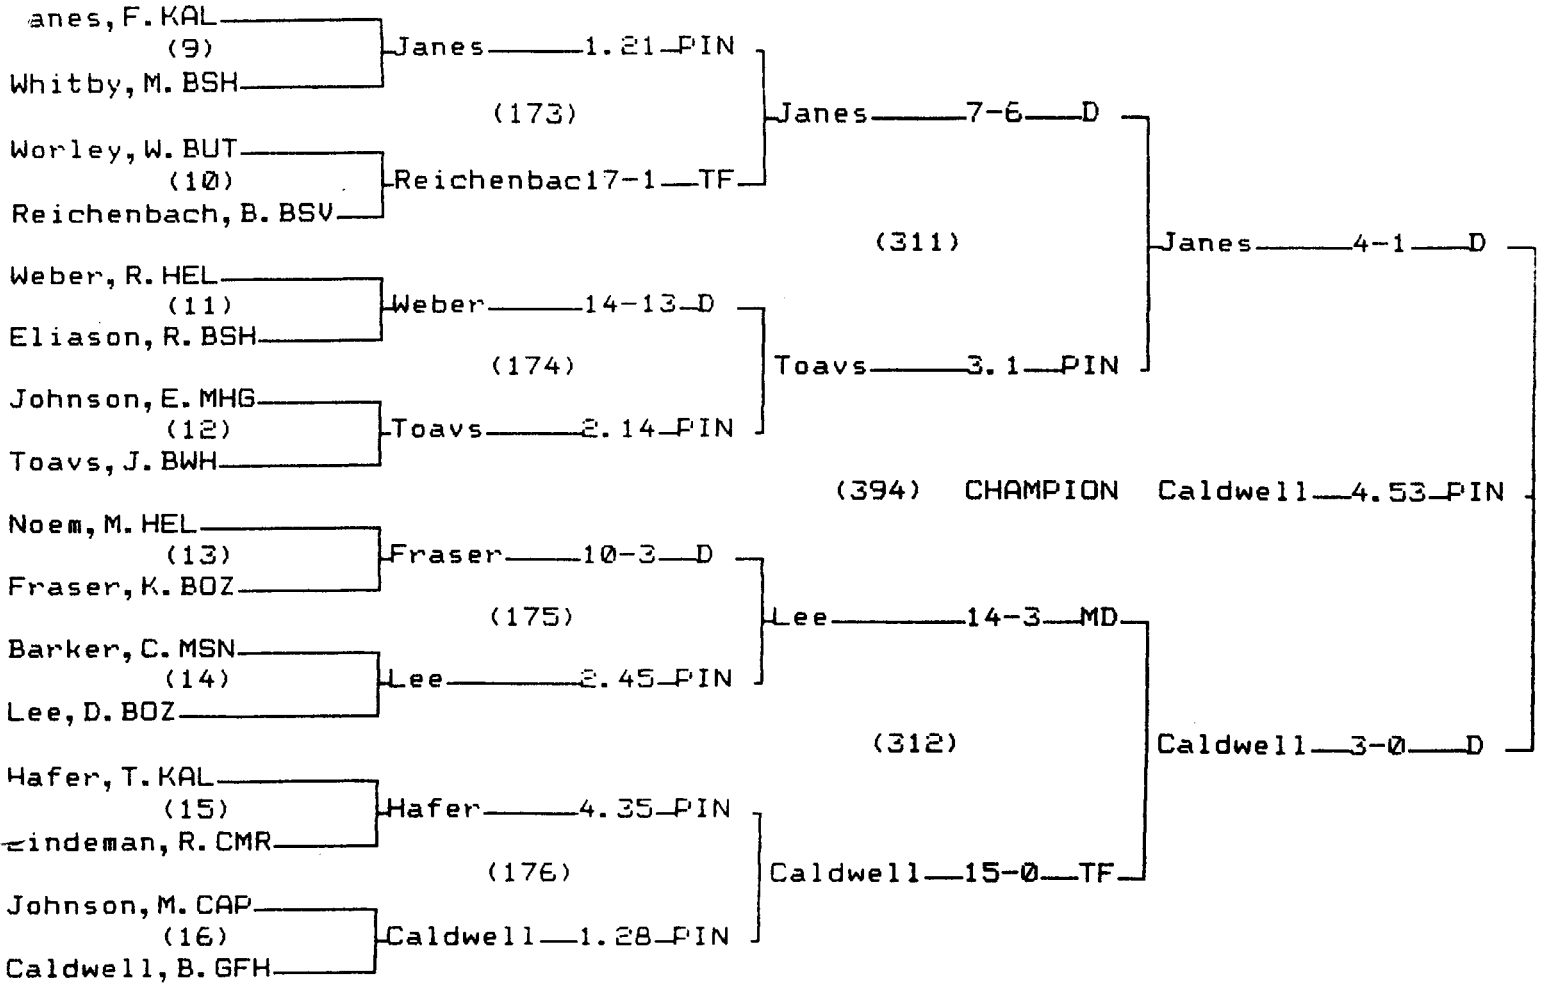 anes, F. KAL
(9)
Janes 1.21 PIN
Whitby, M. BSH
(173)
Janes 7-6 D
Worley, W. BUT
(10)
Reichenbac17-1 TF
Reichenbach, B. BSV
(311)
Janes 4-1 D
Weber, R. HEL
(11)
Weber 14-13 D
Eliason, R. BSH
(174)
Toavs 3.1 PIN
Johnson, E. MHG
(12)
Toavs 2.14 PIN
Toavs, J. BWH
(394) CHAMPION Caldwell 4.53 PIN
Noem, M. HEL
(13)
Fraser 10-3 D
Fraser, K. BOZ
(175)
Lee 14-3 MD
Barker, C. MSN
(14)
Lee 2.45 PIN
Lee, D. BOZ
(312)
Caldwell 3-0 D
Hafer, T. KAL
(15)
Hafer 4.35 PIN
indeman, R. CMR
(176)
Caldwell 15-0 TF
Johnson, M. CAP
(16)
Caldwell 1.28 PIN
Caldwell, B. GFH